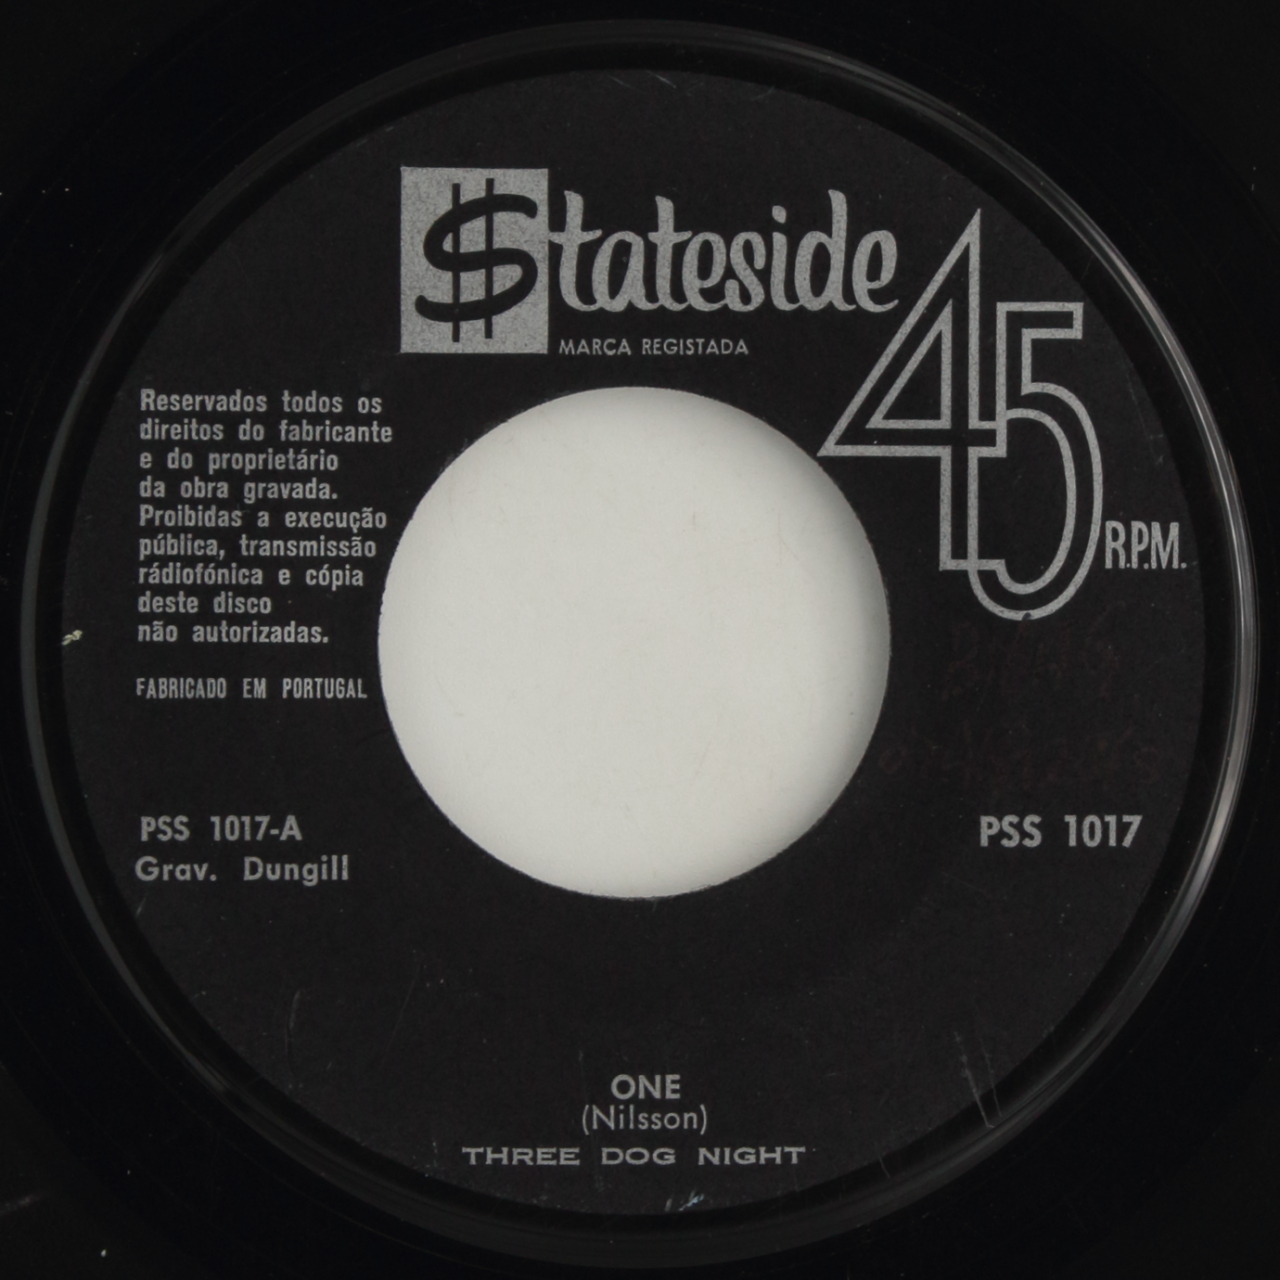 $tateside
MARCA REGISTADA
45 R.P.M.
Reservados todos os
direitos do fabricante
e do proprietário
da obra gravada.
Proibidas a execução
pública, transmissão
rádiofónica e cópia
deste disco
não autorizadas.
FABRICADO EM PORTUGAL
PSS 1017-A
Grav. Dungill
PSS 1017
ONE
(Nilsson)
THREE DOG NIGHT